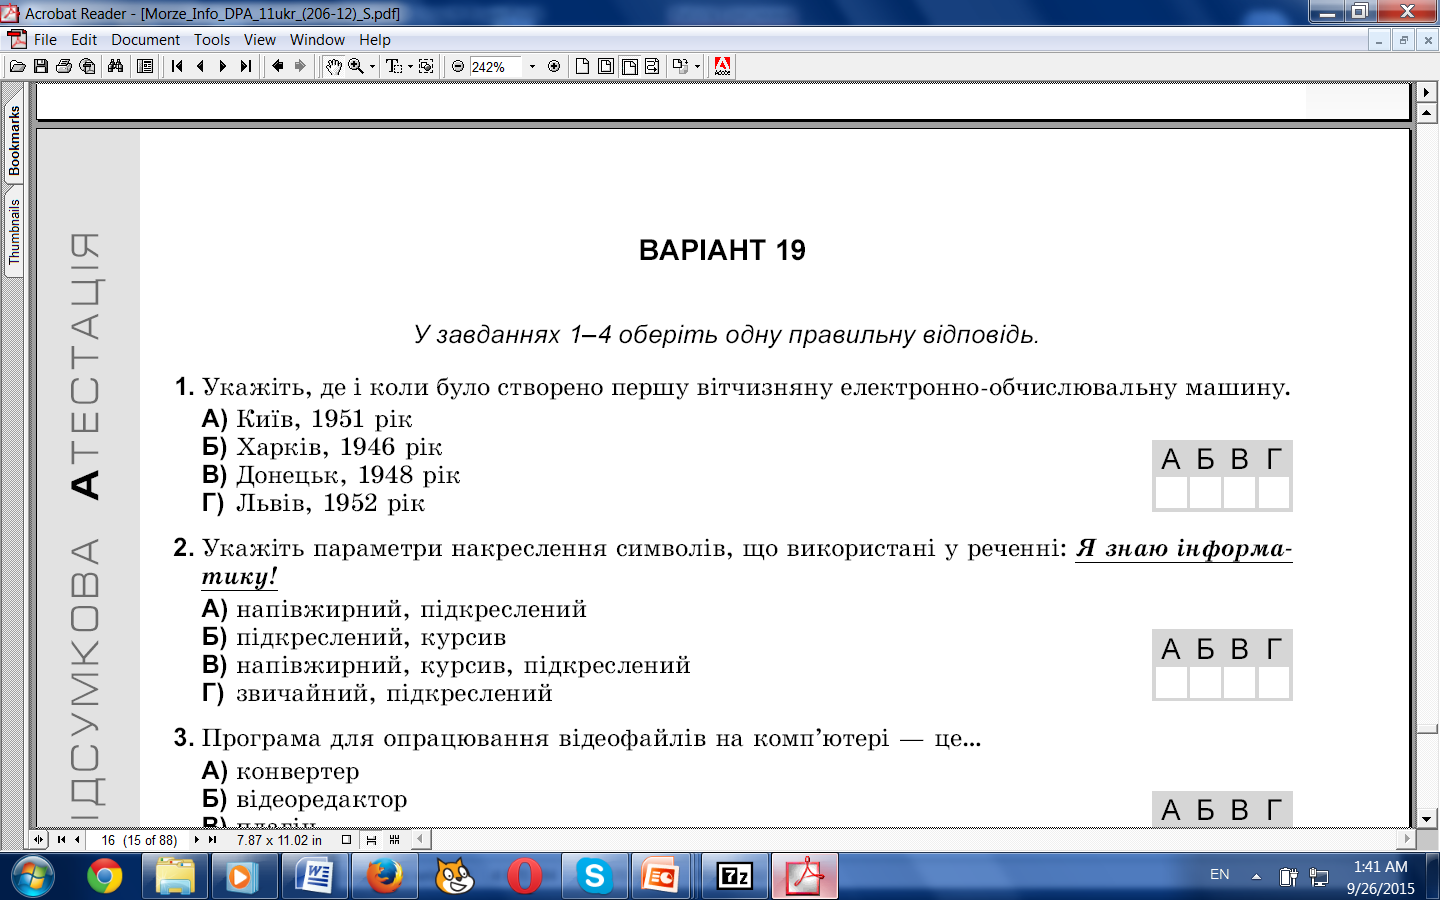 Acrobat Reader - [Morze_Info_DPA_11ukr_(206-12)_S.pdf]
File Edit Document Tools View Window Help
242%
Bookmarks
Thumbnails
ІДСУМКОВА АТЕСТАЦІЯ
ВАРІАНТ 19
У завданнях 1–4 оберіть одну правильну відповідь.
1. Укажіть, де і коли було створено першу вітчизняну електронно-обчислювальну машину.
А) Київ, 1951 рік
Б) Харків, 1946 рік
В) Донецьк, 1948 рік
Г) Львів, 1952 рік
А Б В Г
2. Укажіть параметри накреслення символів, що використані у реченні: Я знаю інформа-
тику!
А) напівжирний, підкреслений
Б) підкреслений, курсив
В) напівжирний, курсив, підкреслений
Г) звичайний, підкреслений
А Б В Г
3. Програма для опрацювання відеофайлів на комп’ютері — це...
А) конвертер
Б) відеоредактор
В) плагін
А Б В Г
16 (15 of 88)
7.87 x 11.02 in
EN
1:41 AM
9/26/2015